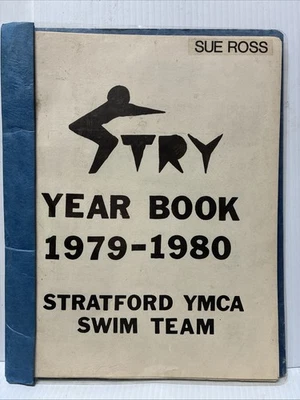 SUE ROSS
STRY
YEAR BOOK
1979-1980
STRATFORD YMCA
SWIM TEAM